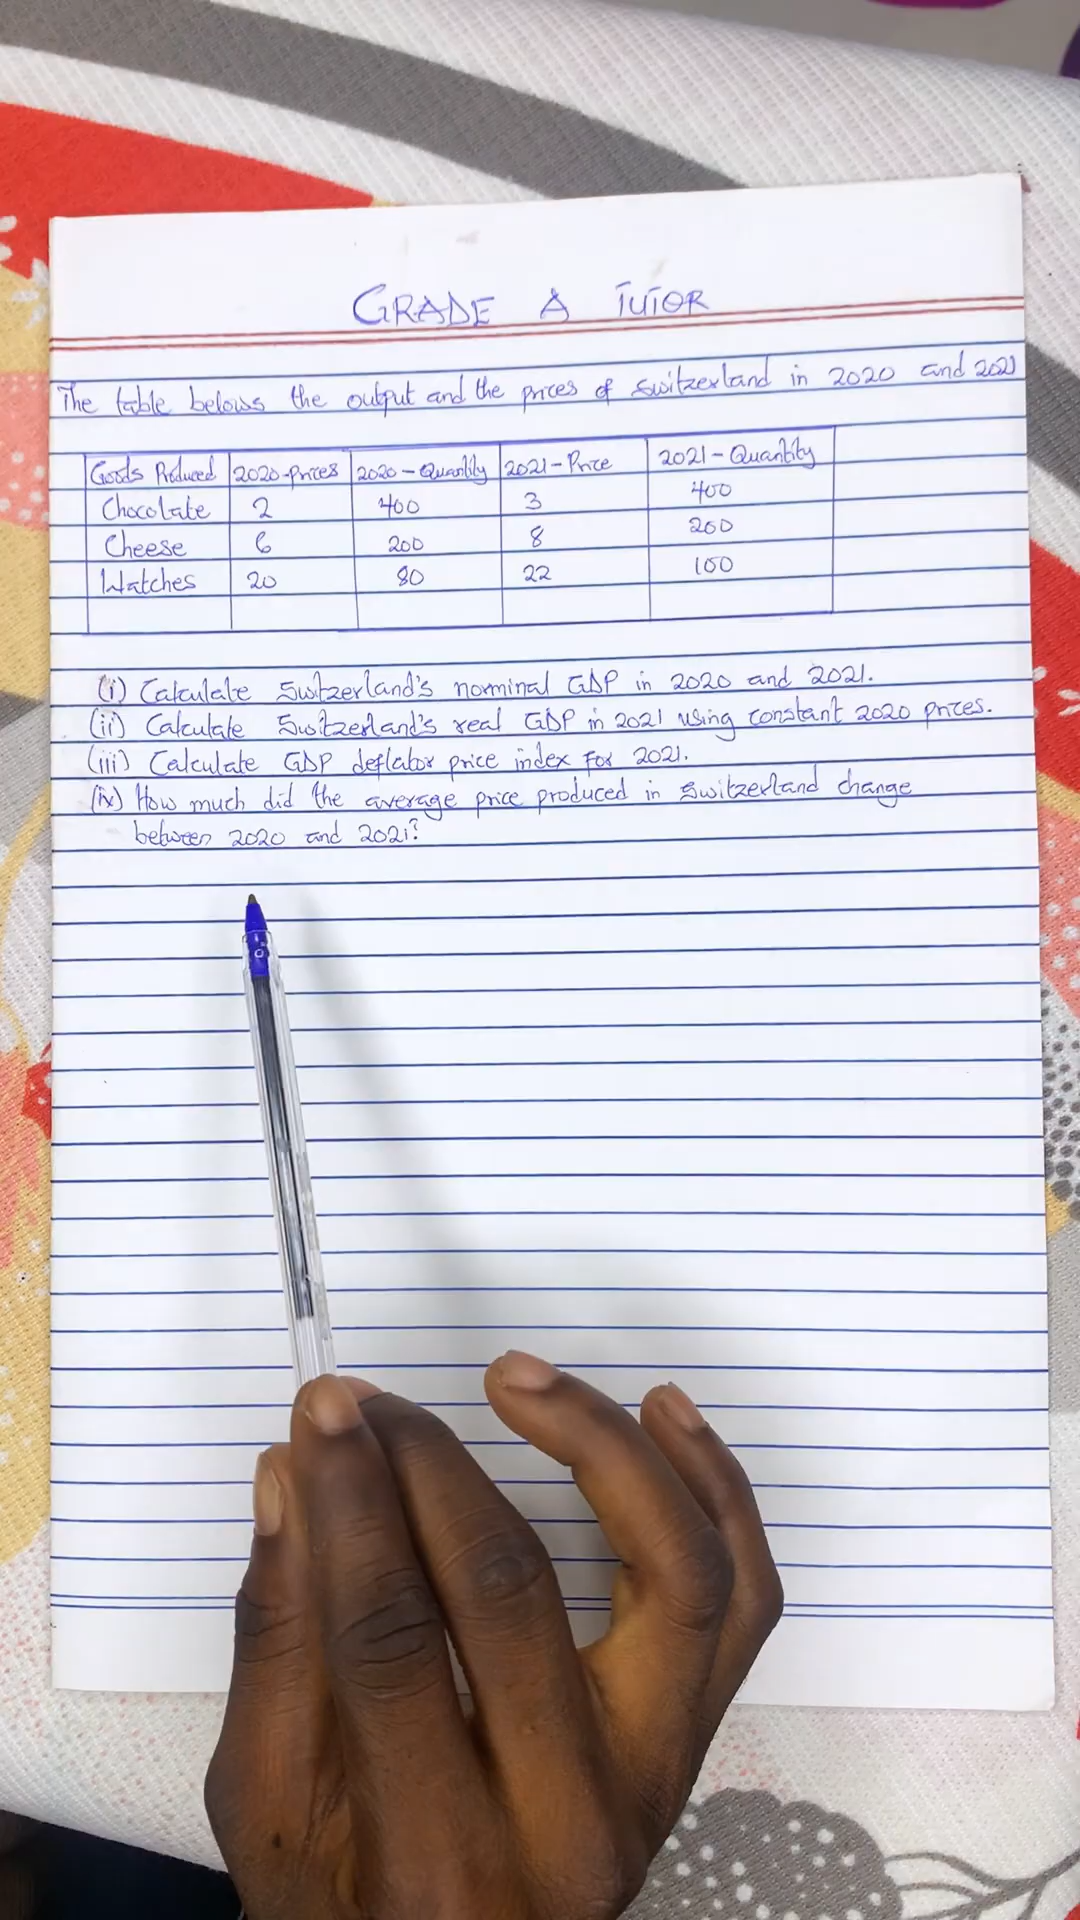 GRADE A TUTOR
The table belows the output and the prices of Switzerland in 2020 and 2021
Goods Produced 2020-prices 2020-Quantity 2021-Price 2021-Quantity
Chocolate 2 400 3 400
Cheese 6 200 8 200
Watches 20 80 22 100
(i) Calculate Switzerland's nominal GDP in 2020 and 2021.
(ii) Calculate Switzerland's real GDP in 2021 using constant 2020 prices.
(iii) Calculate GDP deflator price index for 2021.
(iv) How much did the average price produced in Switzerland change
between 2020 and 2021?